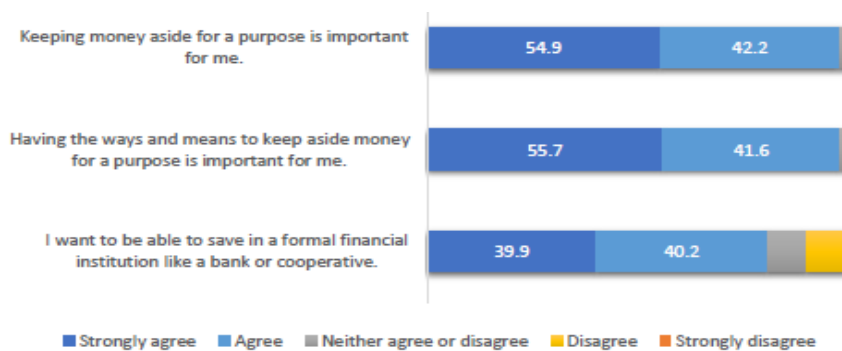 Keeping money aside for a purpose is important
for me.
54.9 42.2
Having the ways and means to keep aside money
for a purpose is important for me.
55.7 41.6
I want to be able to save in a formal financial
institution like a bank or cooperative.
39.9 40.2
Strongly agree Agree Neither agree or disagree Disagree Strongly disagree